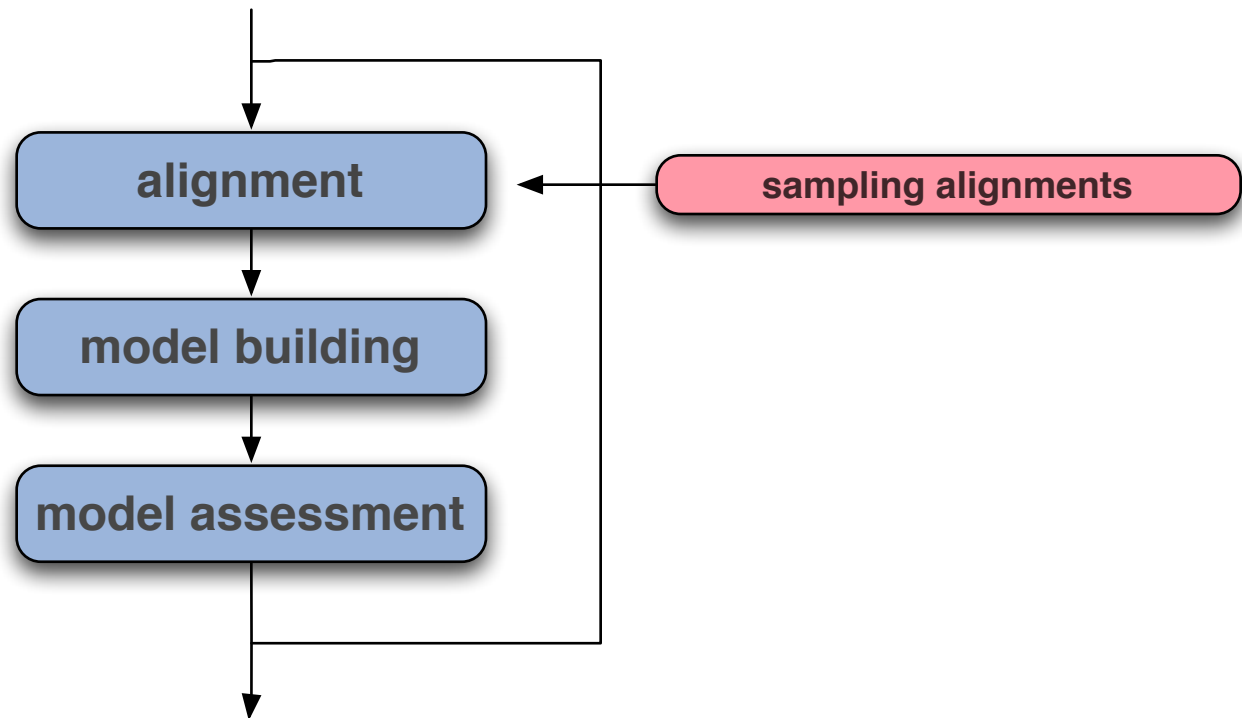 alignment
sampling alignments
model building
model assessment